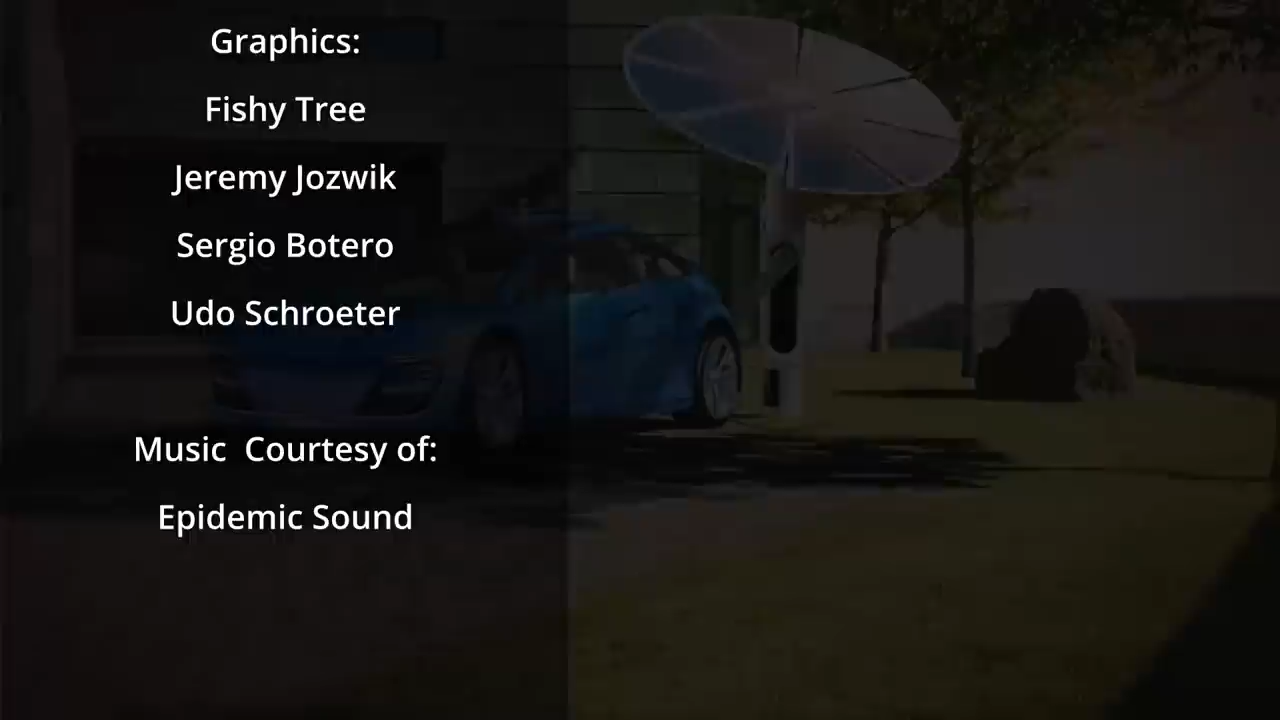 Graphics:
Fishy Tree
Jeremy Jozwik
Sergio Botero
Udo Schroeter
Music Courtesy of:
Epidemic Sound